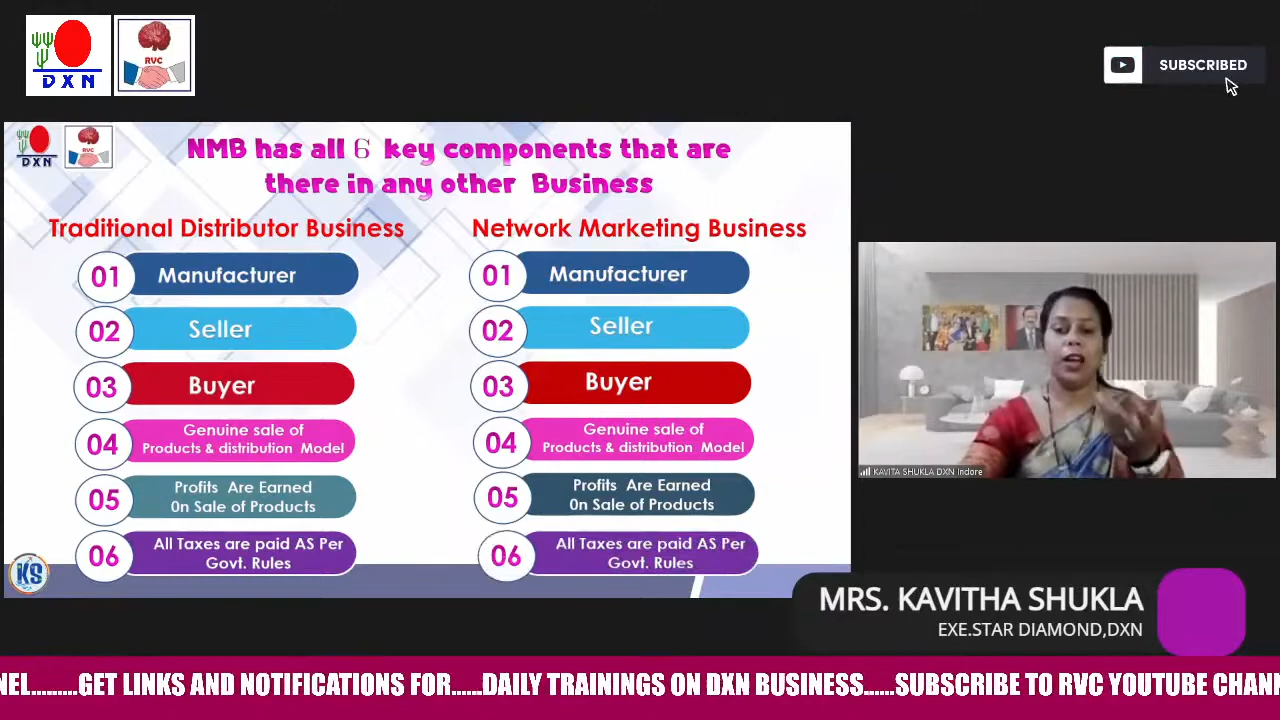 DXN
RVC
SUBSCRIBED
DXN
NMB has all 6 key components that are
there in any other Business
Traditional Distributor Business
01 Manufacturer
02 Seller
03 Buyer
04 Genuine sale of
Products & distribution Model
05 Profits Are Earned
0n Sale of Products
06 All Taxes are paid AS Per
Govt. Rules
Network Marketing Business
01 Manufacturer
02 Seller
03 Buyer
04 Genuine sale of
Products & distribution Model
05 Profits Are Earned
0n Sale of Products
06 All Taxes are paid AS Per
Govt. Rules
KS
KAVITA SHUKLA DXN Indore
MRS. KAVITHA SHUKLA
EXE.STAR DIAMOND,DXN
NEL.........GET LINKS AND NOTIFICATIONS FOR......DAILY TRAININGS ON DXN BUSINESS......SUBSCRIBE TO RVC YOUTUBE CHANN